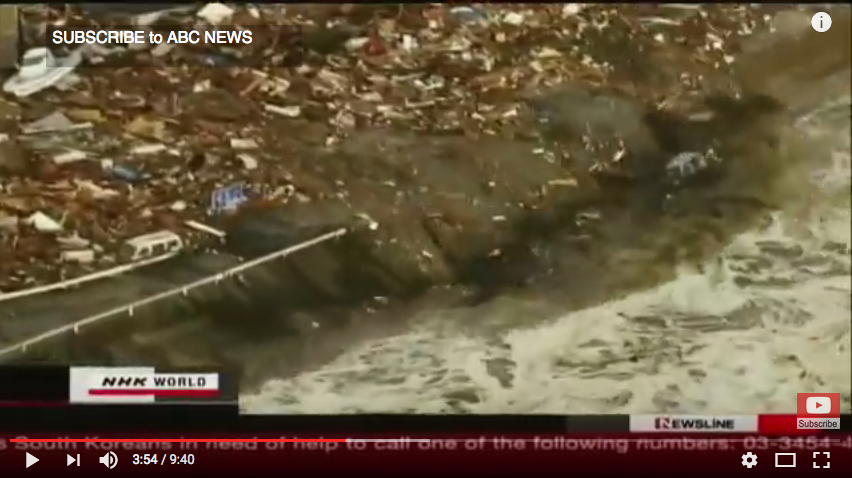 SUBSCRIBE to ABC NEWS
i
NHK WORLD
NEWSLINE
Subscribe
s South Koreans in need of help to call one of the following numbers: 03-3454-4
3:54 / 9:40